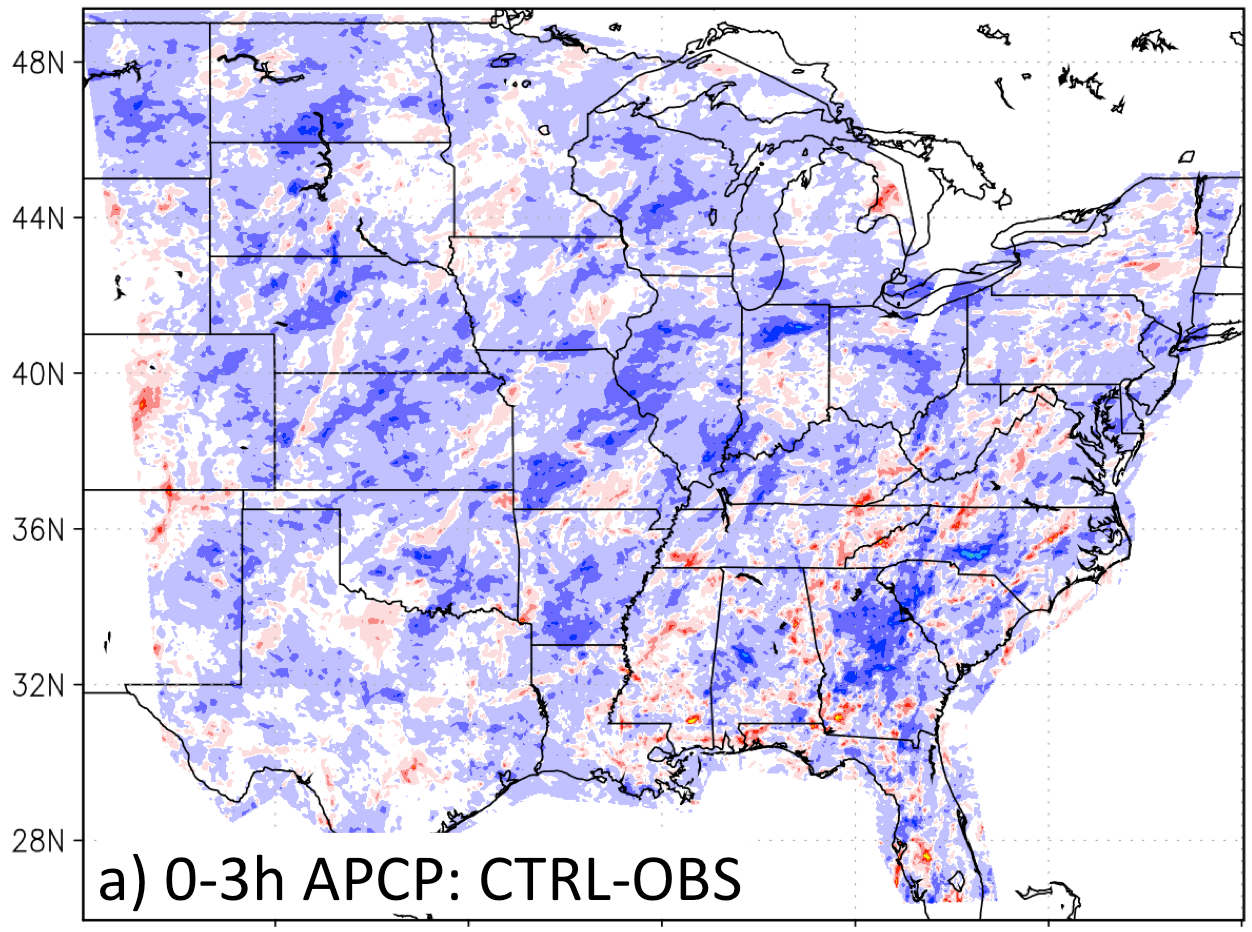 48N
44N
40N
36N
32N
28N
a) 0-3h APCP: CTRL-OBS